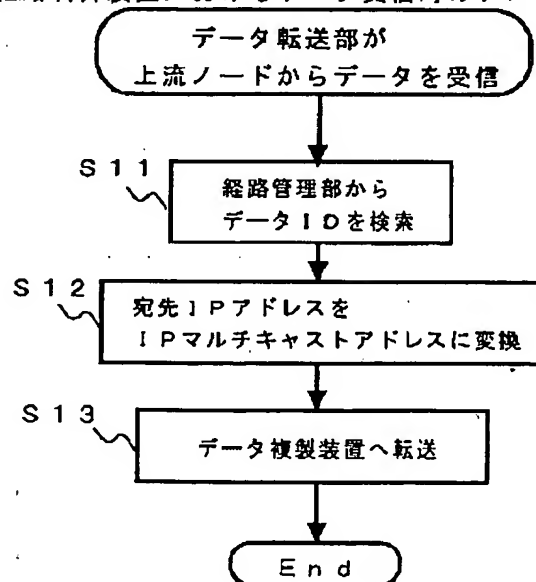 データ転送部が
上流ノードからデータを受信
S11
経路管理部から
データIDを検索
S12
宛先IPアドレスを
IPマルチキャストアドレスに変換
S13
データ複製装置へ転送
End